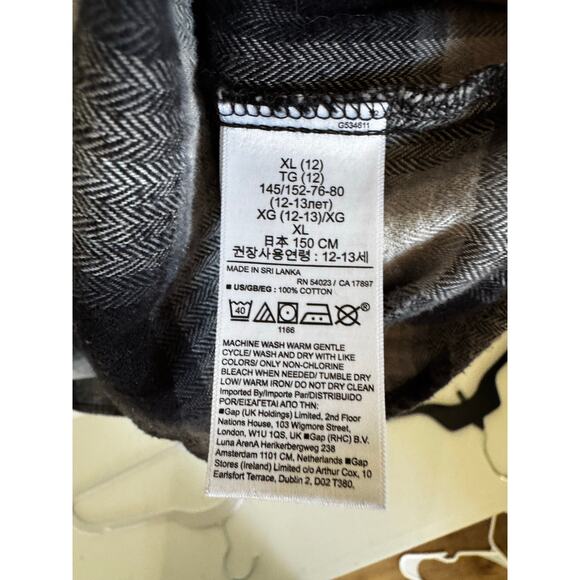 G534611
XL (12)
TG (12)
145/152-76-80
(12-13лет)
XG (12-13)/XG
XL
日本 150 CM
권장사용연령 : 12-13세
MADE IN SRI LANKA
RN 54023 / CA 17897
■ US/GB/EG : 100% COTTON
40
1166
MACHINE WASH WARM GENTLE
CYCLE/ WASH AND DRY WITH LIKE
COLORS/ ONLY NON-CHLORINE
BLEACH WHEN NEEDED/ TUMBLE DRY
LOW/ WARM IRON/ DO NOT DRY CLEAN
Imported by/Importe Par/Distribuido
POR/ΕΙΣΑΓΕΤΑΙ ΑΠΟ ΤΗΝ:
■Gap (UK Holdings) Limited, 2nd Floor
Nations House, 103 Wigmore Street,
London, W1U 1QS, UK ■Gap (RHC) B.V.
Luna ArenA Herikerbergweg 238
Amsterdam 1101 CM, Netherlands ■Gap
Stores (Ireland) Limited c/o Arthur Cox, 10
Earlsfort Terrace, Dublin 2, D02 T380,